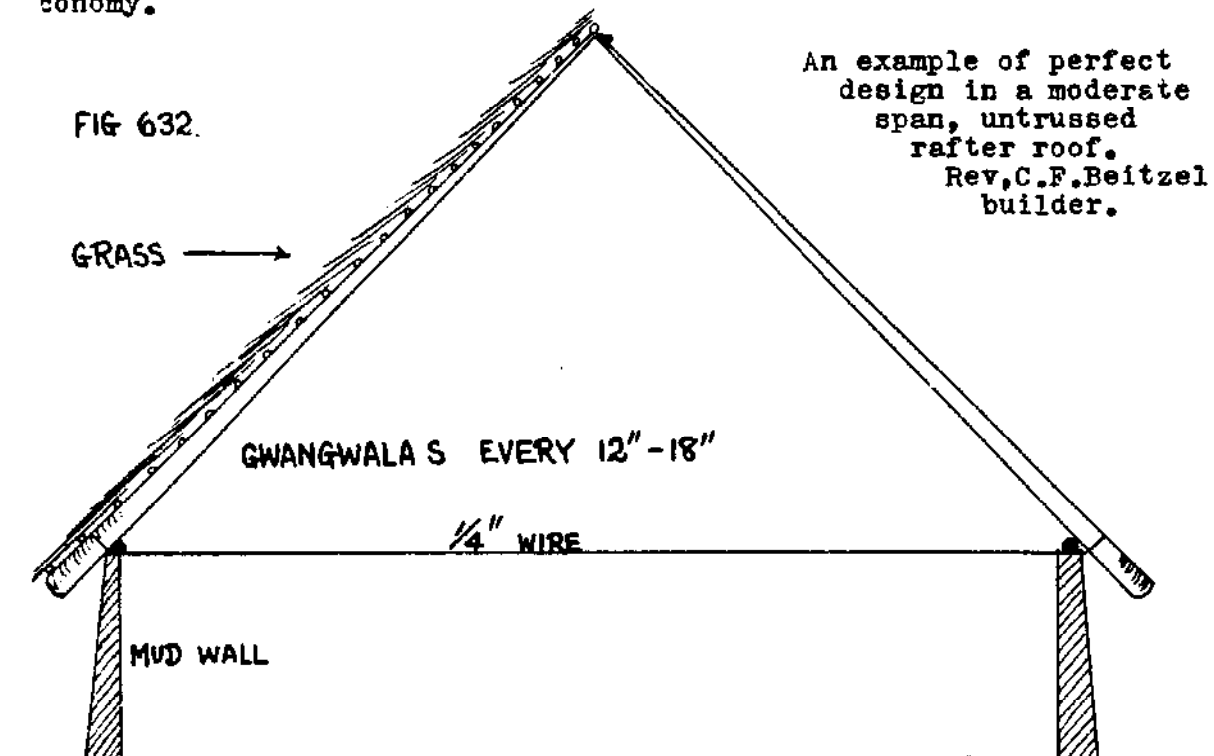 conomy.
An example of perfect
design in a moderate
span, untrussed
rafter roof.
Rev,C.F.Beitzel
builder.
FIG 632.
GRASS
GWANGWALA S EVERY 12"-18"
1/4" WIRE
MUD WALL